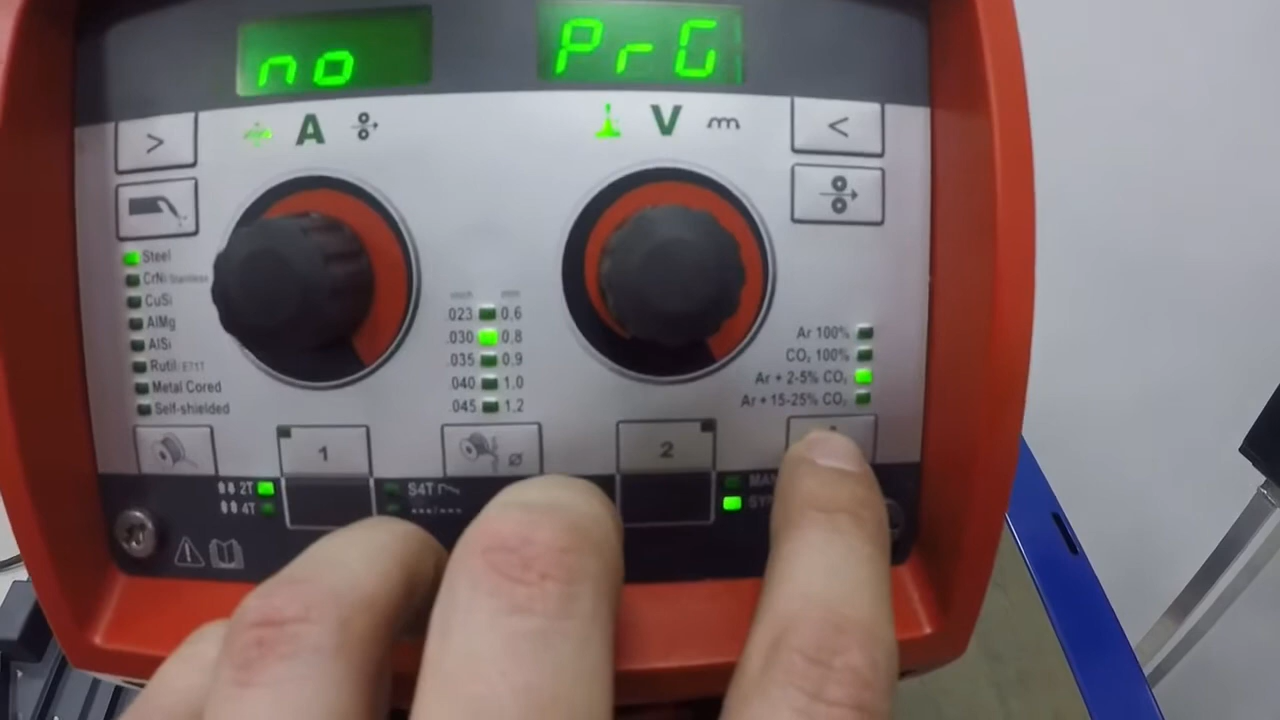 no PrG
> A V <
Steel
CrNi Stainless
CuSi
AlMg
AlSi
Rutil E71T
Metal Cored
Self-shielded
inch mm
.023 0.6
.030 0.8
.035 0.9
.040 1.0
.045 1.2
Ar 100%
CO₂ 100%
Ar + 2-5% CO₂
Ar + 15-25% CO₂
1 Ø 2
2T S4T
4T